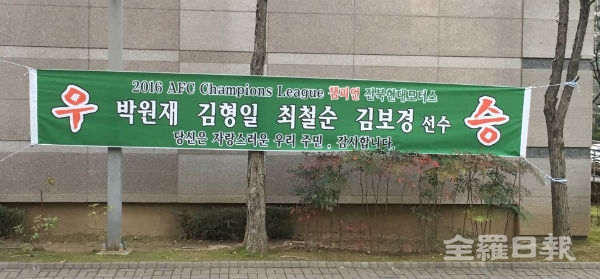 우
2016 AFC Champions League 챔피언 전북현대모터스
박원재 김형일 최철순 김보경 선수
당신은 자랑스러운 우리 주민, 감사합니다.
승
全羅日報